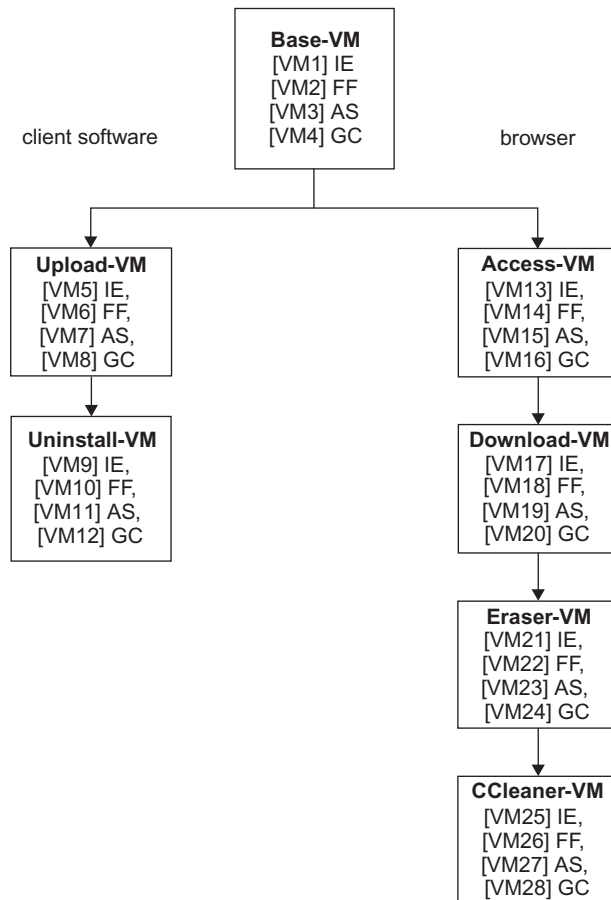 Base-VM
[VM1] IE
[VM2] FF
[VM3] AS
[VM4] GC
client software
browser
Upload-VM
[VM5] IE,
[VM6] FF,
[VM7] AS,
[VM8] GC
Uninstall-VM
[VM9] IE,
[VM10] FF,
[VM11] AS,
[VM12] GC
Access-VM
[VM13] IE,
[VM14] FF,
[VM15] AS,
[VM16] GC
Download-VM
[VM17] IE,
[VM18] FF,
[VM19] AS,
[VM20] GC
Eraser-VM
[VM21] IE,
[VM22] FF,
[VM23] AS,
[VM24] GC
CCleaner-VM
[VM25] IE,
[VM26] FF,
[VM27] AS,
[VM28] GC